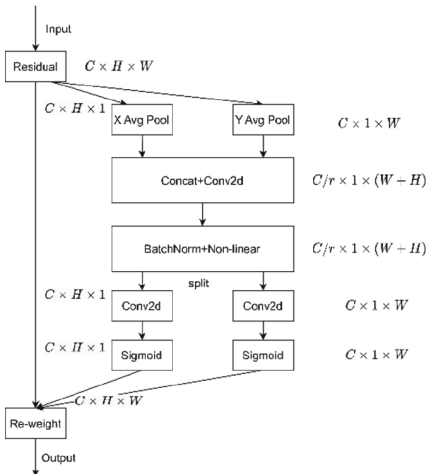 Input
Residual
C × H × W
C × H × 1
X Avg Pool
Y Avg Pool
C × 1 × W
Concat+Conv2d
C/r × 1 × (W + H)
BatchNorm+Non-linear
C/r × 1 × (W + H)
split
C × H × 1
Conv2d
Conv2d
C × 1 × W
C × H × 1
Sigmoid
Sigmoid
C × 1 × W
C × H × W
Re-weight
Output